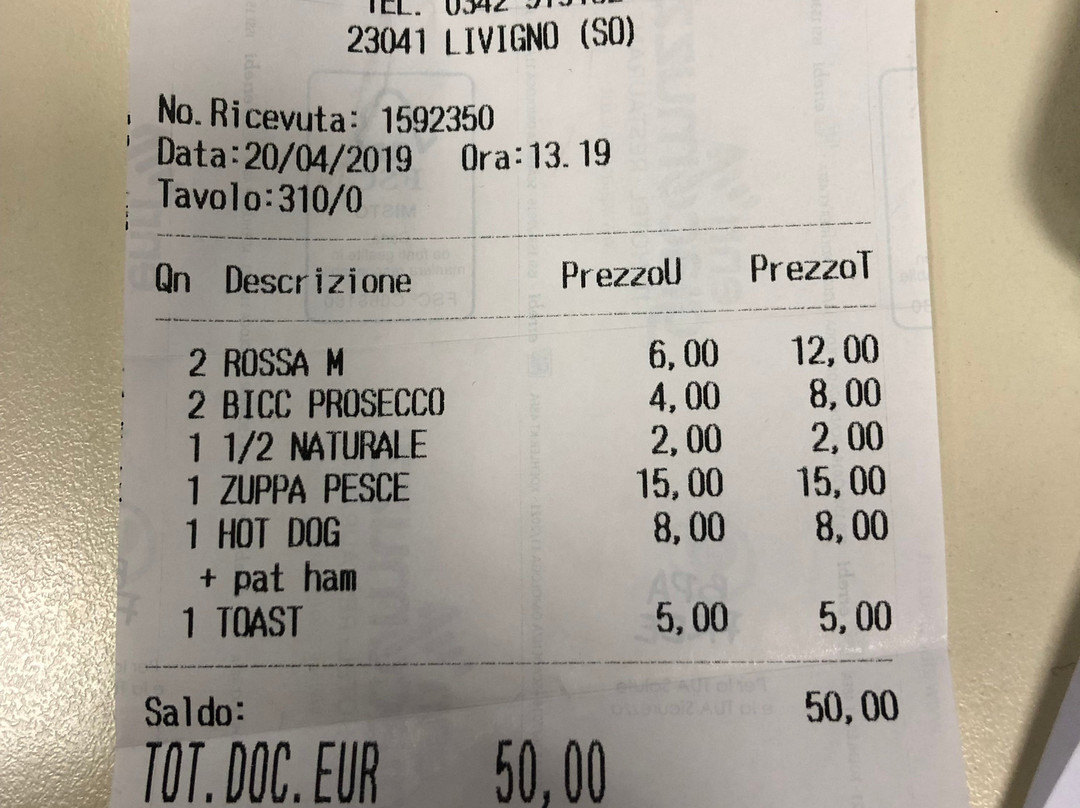 TEL. 0342
23041 LIVIGNO (SO)
No.Ricevuta: 1592350
Data:20/04/2019 Ora:13.19
Tavolo:310/0
Qn Descrizione PrezzoU PrezzoT
2 ROSSA M 6,00 12,00
2 BICC PROSECCO 4,00 8,00
1 1/2 NATURALE 2,00 2,00
1 ZUPPA PESCE 15,00 15,00
1 HOT DOG 8,00 8,00
+ pat ham
1 TOAST 5,00 5,00
Saldo: 50,00
TOT.DOC.EUR 50,00